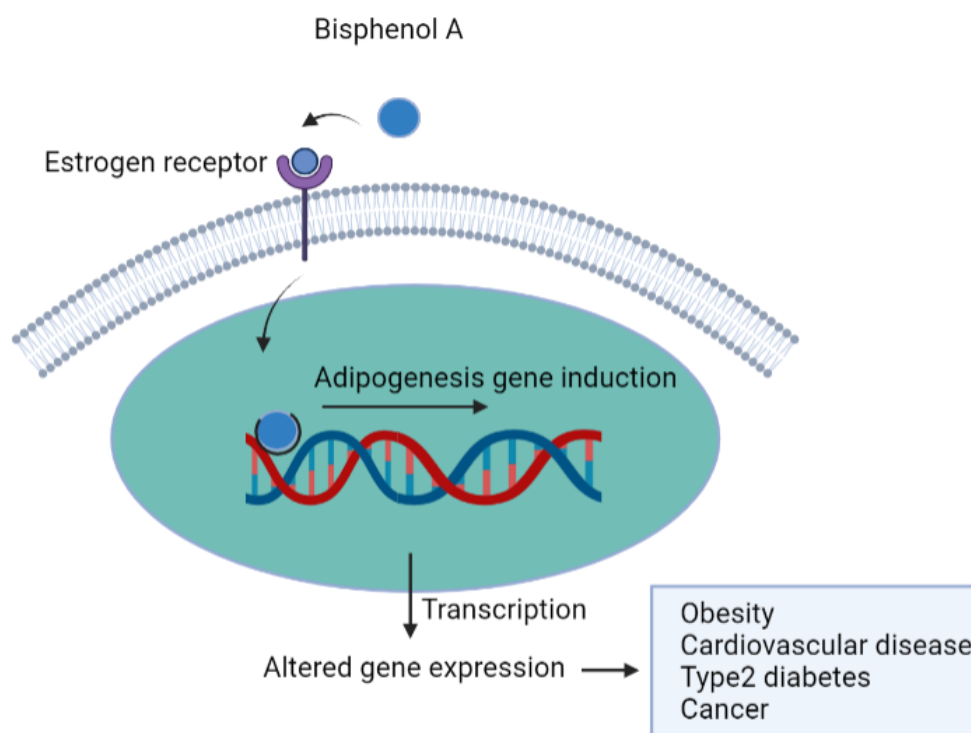 Bisphenol A
Estrogen receptor
Adipogenesis gene induction
Transcription
Altered gene expression
Obesity
Cardiovascular disease
Type2 diabetes
Cancer